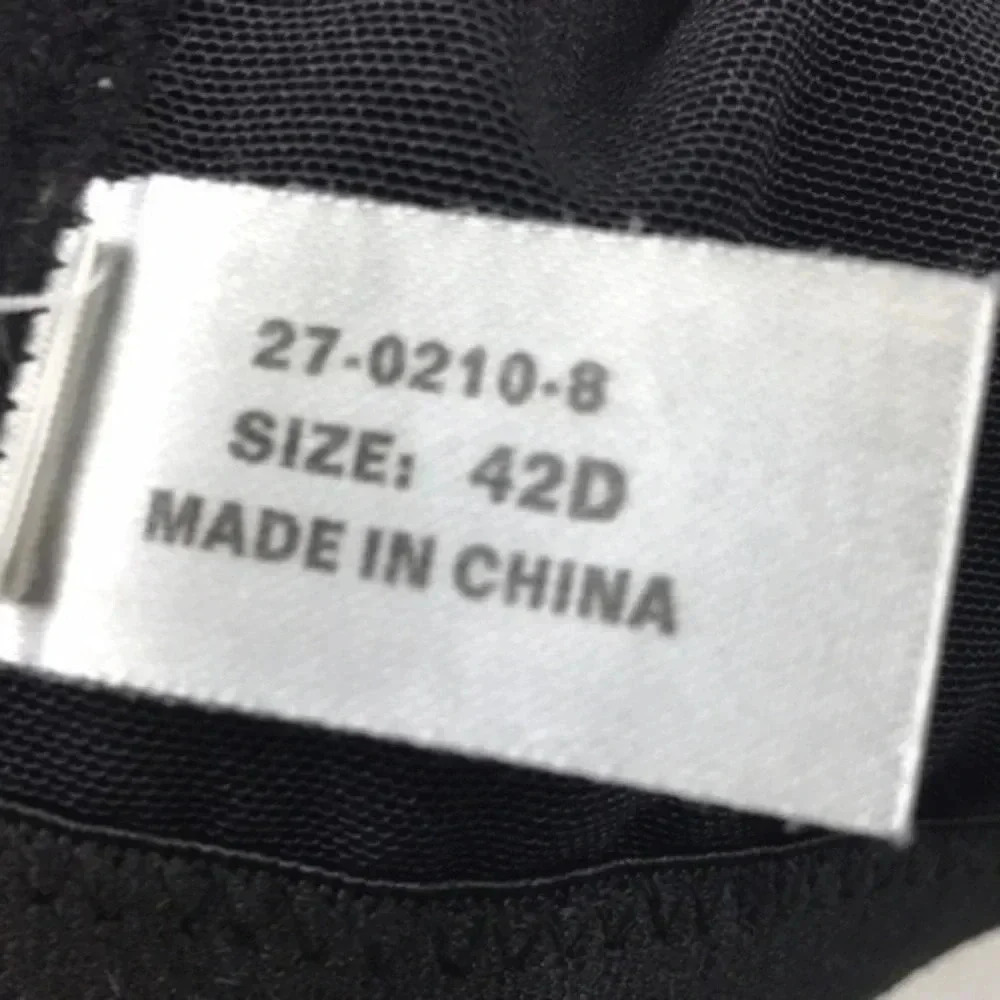 27-0210-8
SIZE: 42D
MADE IN CHINA